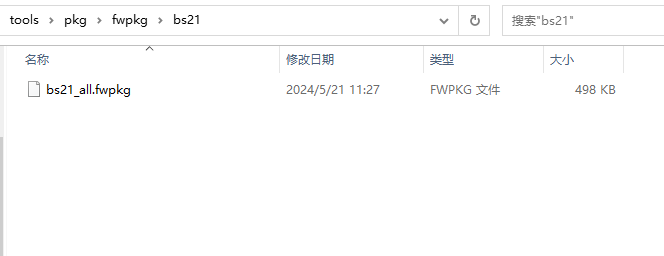 tools > pkg > fwpkg > bs21 搜索"bs21"
名称 修改日期 类型 大小
bs21_all.fwpkg 2024/5/21 11:27 FWPKG 文件 498 KB